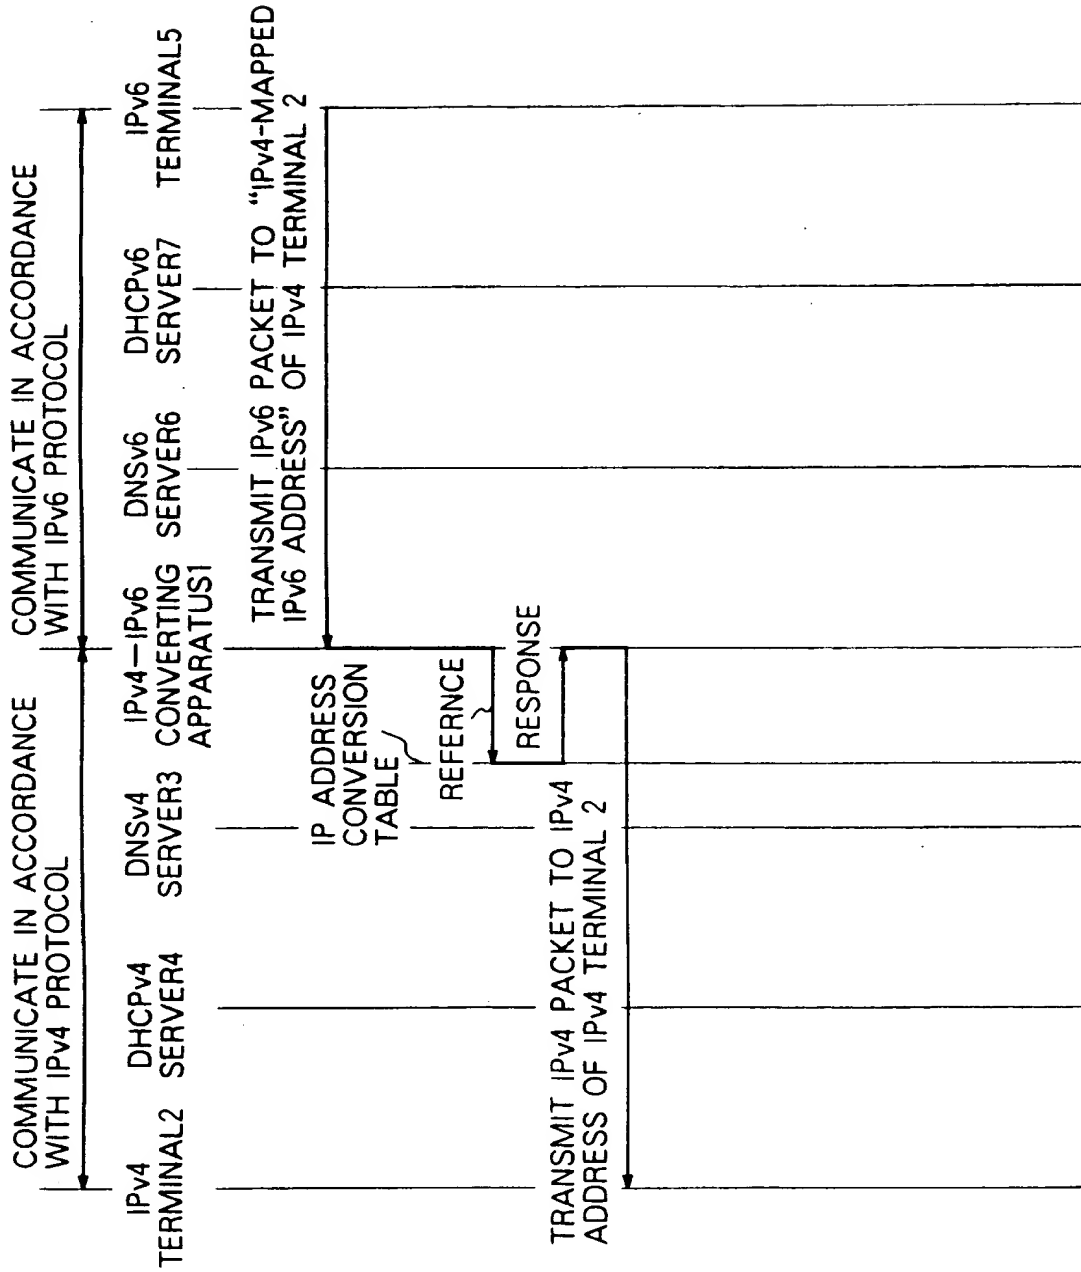 COMMUNICATE IN ACCORDANCE
WITH IPv4 PROTOCOL
COMMUNICATE IN ACCORDANCE
WITH IPv6 PROTOCOL
IPv4
TERMINAL2
DHCPv4
SERVER4
DNSv4
SERVER3
IPv4—IPv6
CONVERTING
APPARATUS1
DNSv6
SERVER6
DHCPv6
SERVER7
IPv6
TERMINAL5
TRANSMIT IPv6 PACKET TO "IPv4-MAPPED
IPv6 ADDRESS" OF IPv4 TERMINAL 2
IP ADDRESS
CONVERSION
TABLE
REFERNCE
RESPONSE
TRANSMIT IPv4 PACKET TO IPv4
ADDRESS OF IPv4 TERMINAL 2